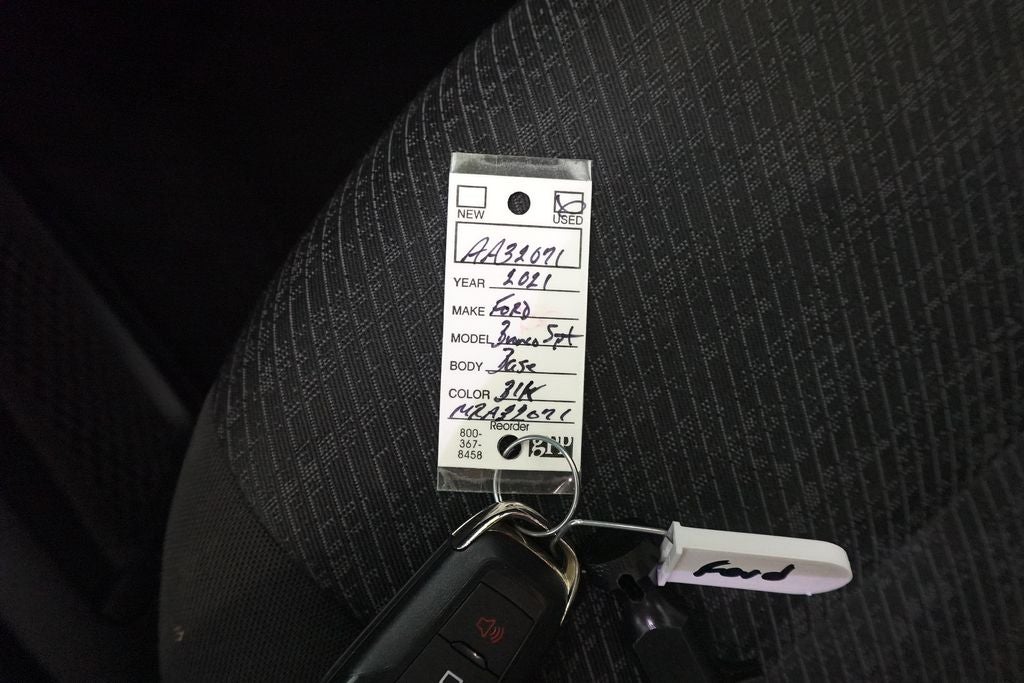 NEW
USED
AA32071
YEAR 2021
MAKE FORD
MODEL Bronco Spt
BODY Base
COLOR Blk
MRA32071
Reorder
800-
367-
8458
Ford